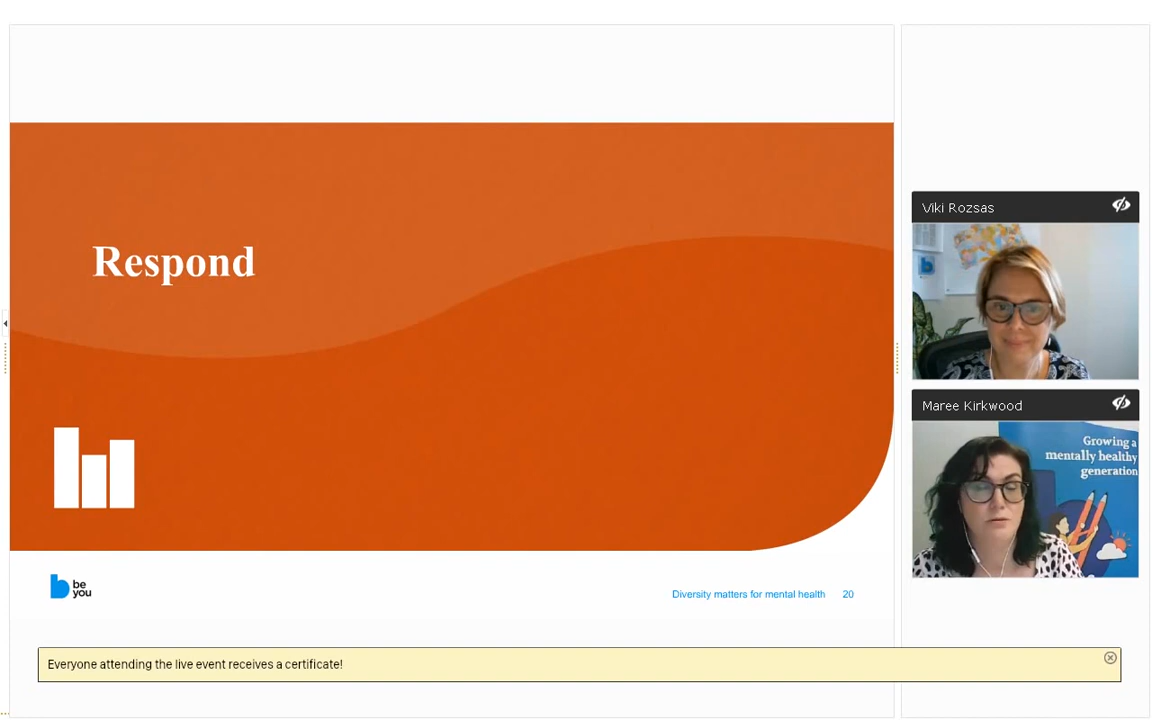 Respond
be
you
Diversity matters for mental health 20
Everyone attending the live event receives a certificate!
Viki Rozsas
Maree Kirkwood
Growing a
mentally healthy
generation